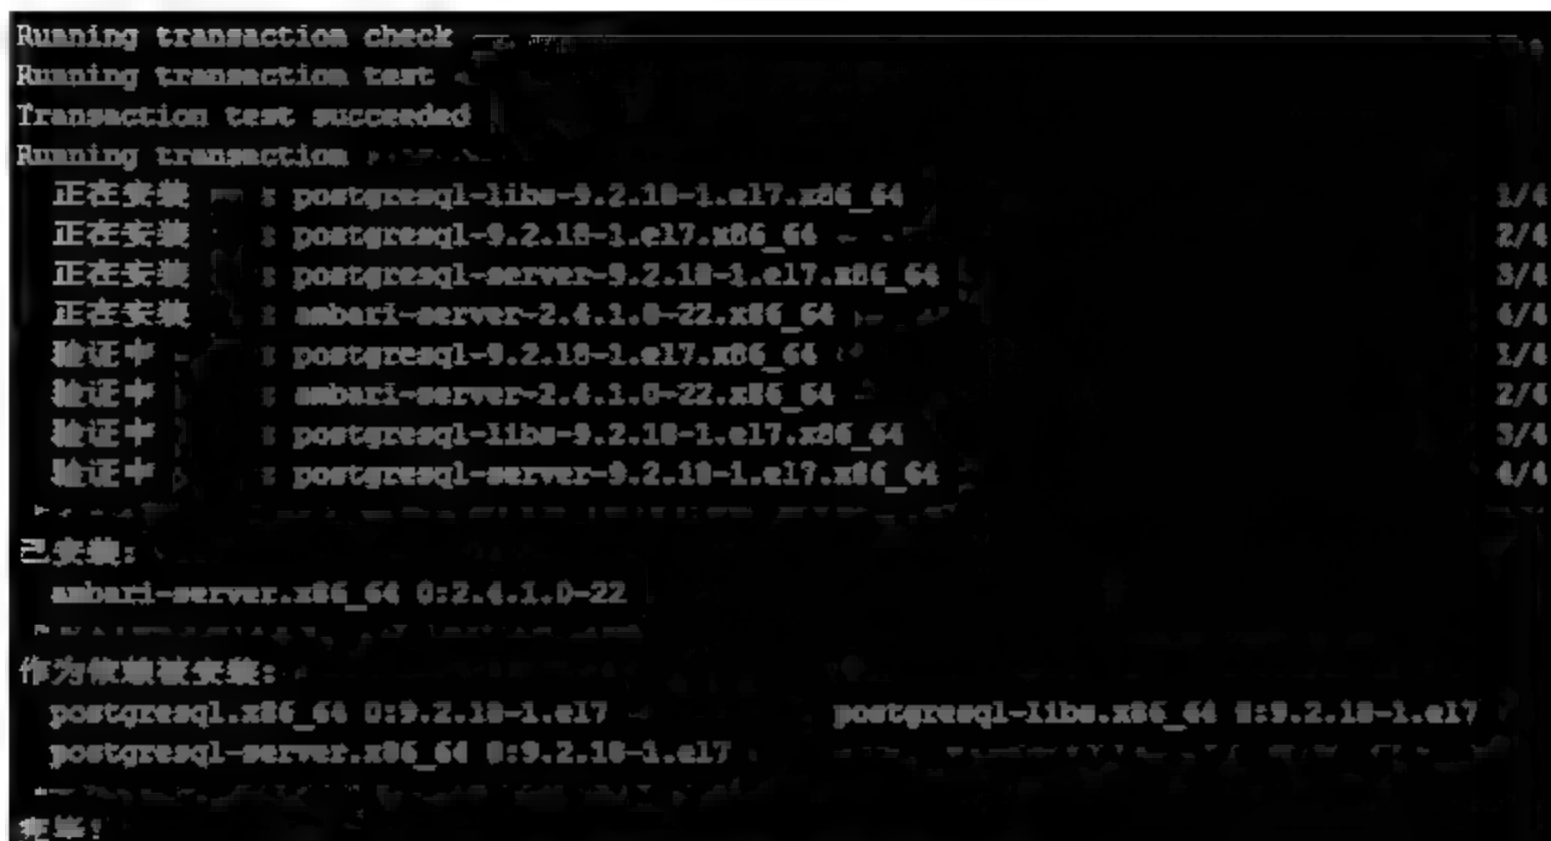 Running transaction check
Running transaction test
Transaction test succeeded
Running transaction
正在安装 : postgresql-libs-9.2.18-1.el7.x86_64 1/4
正在安装 : postgresql-9.2.18-1.el7.x86_64 2/4
正在安装 : postgresql-server-9.2.18-1.el7.x86_64 3/4
正在安装 : ambari-server-2.4.1.0-22.x86_64 4/4
验证中 : postgresql-9.2.18-1.el7.x86_64 1/4
验证中 : ambari-server-2.4.1.0-22.x86_64 2/4
验证中 : postgresql-libs-9.2.18-1.el7.x86_64 3/4
验证中 : postgresql-server-9.2.18-1.el7.x86_64 4/4
已安装:
ambari-server.x86_64 0:2.4.1.0-22
作为依赖被安装:
postgresql.x86_64 0:9.2.18-1.el7 postgresql-libs.x86_64 0:9.2.18-1.el7
postgresql-server.x86_64 0:9.2.18-1.el7
完毕!